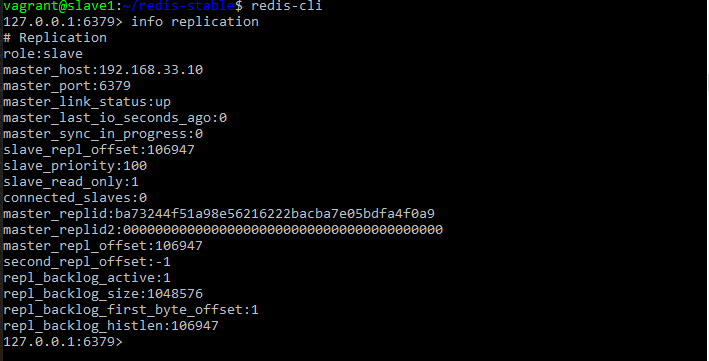 vagrant@slave1:~/redis-stable$ redis-cli
127.0.0.1:6379> info replication
# Replication
role:slave
master_host:192.168.33.10
master_port:6379
master_link_status:up
master_last_io_seconds_ago:0
master_sync_in_progress:0
slave_repl_offset:106947
slave_priority:100
slave_read_only:1
connected_slaves:0
master_replid:ba73244f51a98e56216222bacba7e05bdfa4f0a9
master_replid2:0000000000000000000000000000000000000000
master_repl_offset:106947
second_repl_offset:-1
repl_backlog_active:1
repl_backlog_size:1048576
repl_backlog_first_byte_offset:1
repl_backlog_histlen:106947
127.0.0.1:6379>